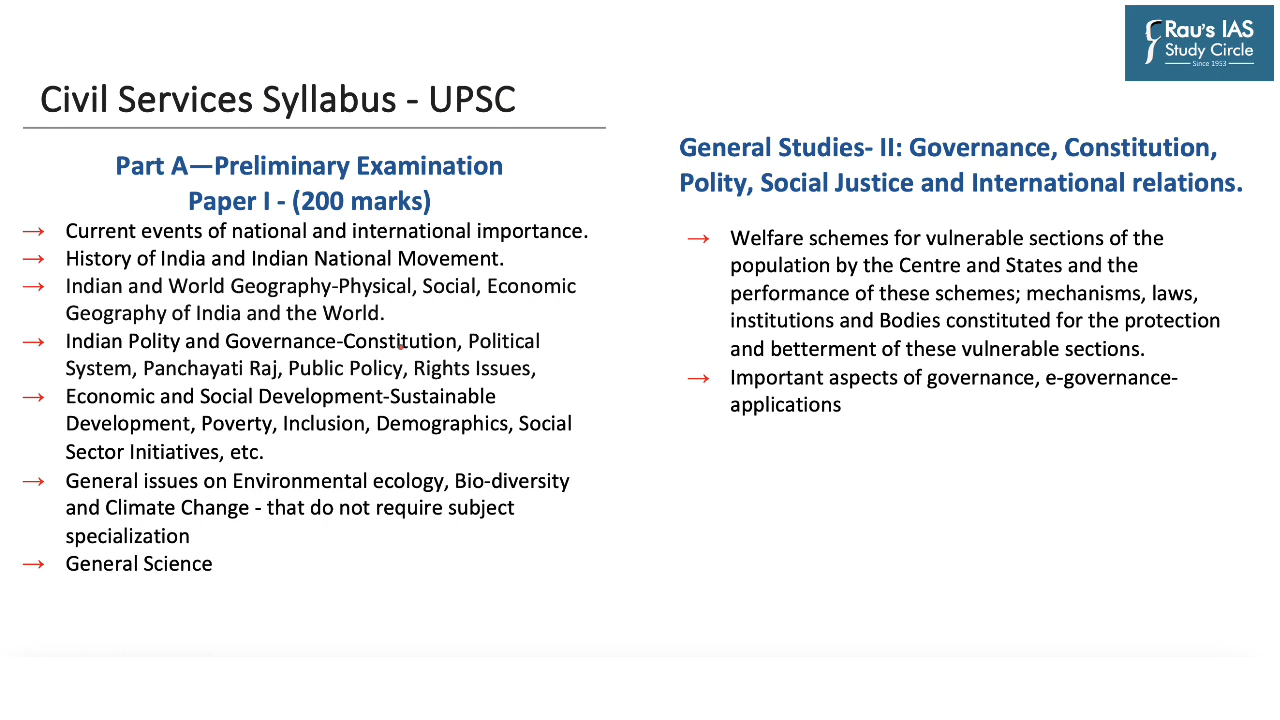 Rau's IAS
Study Circle
Since 1953
Civil Services Syllabus - UPSC
Part A—Preliminary Examination
Paper I - (200 marks)
→ Current events of national and international importance.
→ History of India and Indian National Movement.
→ Indian and World Geography-Physical, Social, Economic
Geography of India and the World.
→ Indian Polity and Governance-Constitution, Political
System, Panchayati Raj, Public Policy, Rights Issues,
→ Economic and Social Development-Sustainable
Development, Poverty, Inclusion, Demographics, Social
Sector Initiatives, etc.
→ General issues on Environmental ecology, Bio-diversity
and Climate Change - that do not require subject
specialization
→ General Science
General Studies- II: Governance, Constitution,
Polity, Social Justice and International relations.
→ Welfare schemes for vulnerable sections of the
population by the Centre and States and the
performance of these schemes; mechanisms, laws,
institutions and Bodies constituted for the protection
and betterment of these vulnerable sections.
→ Important aspects of governance, e-governance-
applications